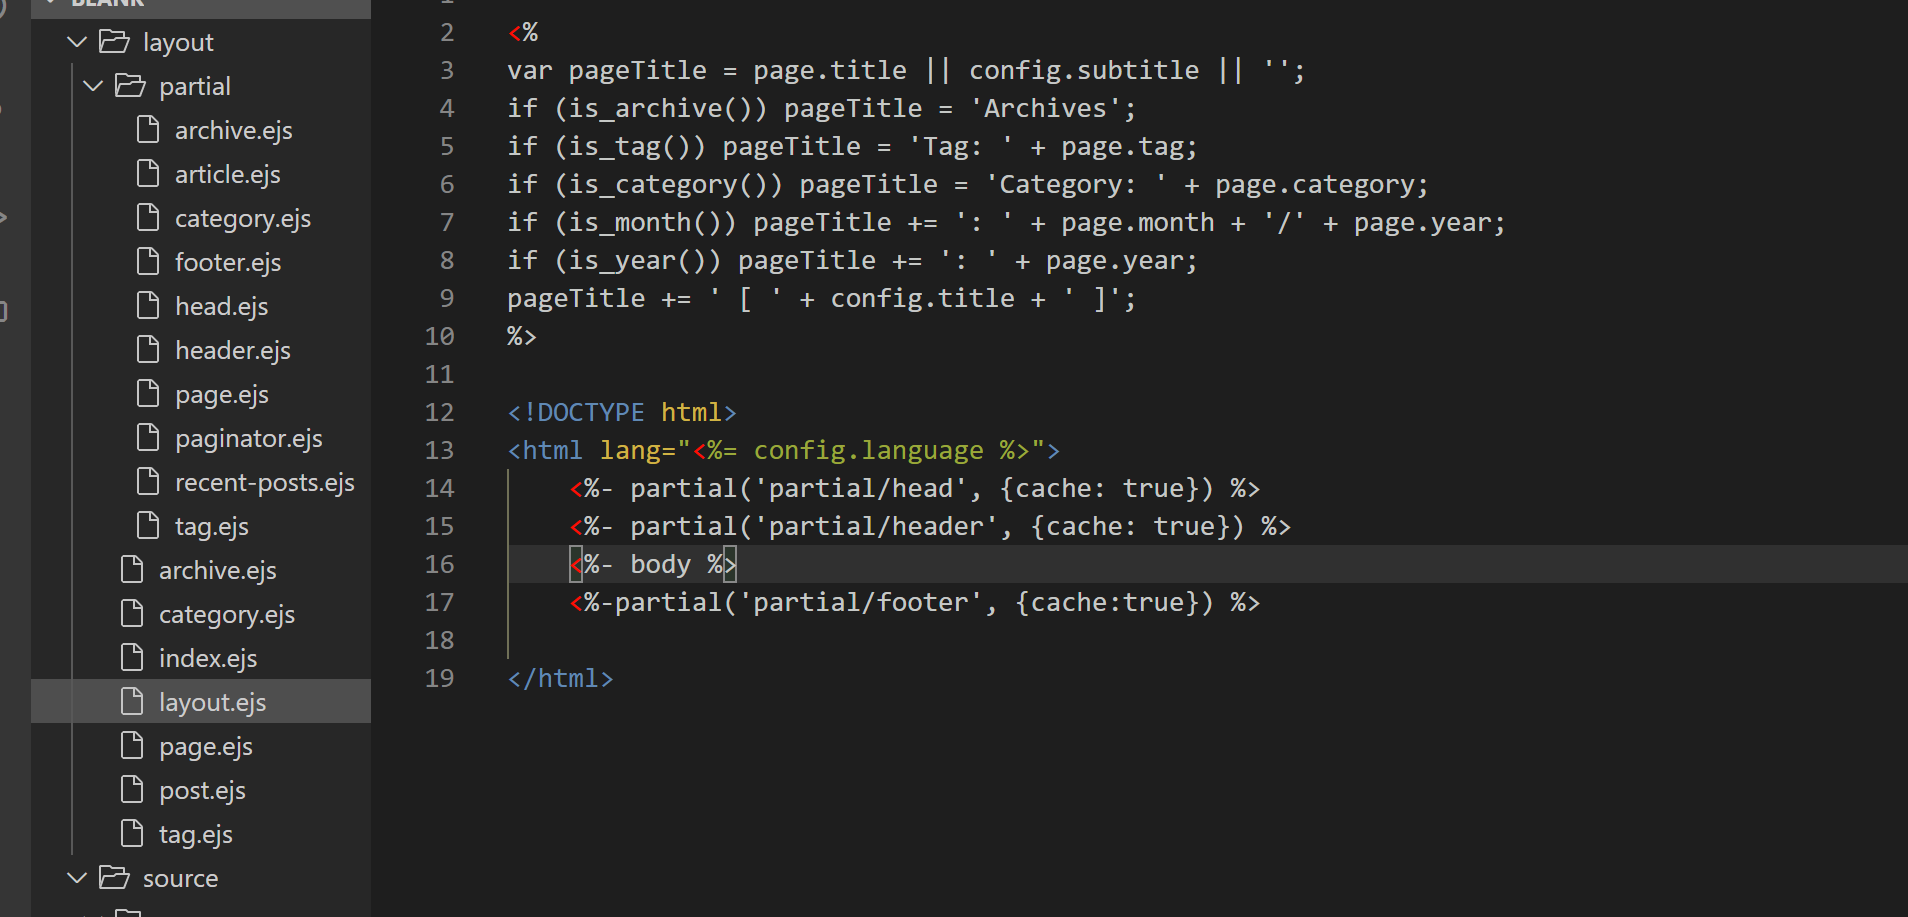 BLANK
layout
partial
archive.ejs
article.ejs
category.ejs
footer.ejs
head.ejs
header.ejs
page.ejs
paginator.ejs
recent-posts.ejs
tag.ejs
archive.ejs
category.ejs
index.ejs
layout.ejs
page.ejs
post.ejs
tag.ejs
source
1
2 <%
3 var pageTitle = page.title || config.subtitle || '';
4 if (is_archive()) pageTitle = 'Archives';
5 if (is_tag()) pageTitle = 'Tag: ' + page.tag;
6 if (is_category()) pageTitle = 'Category: ' + page.category;
7 if (is_month()) pageTitle += ': ' + page.month + '/' + page.year;
8 if (is_year()) pageTitle += ': ' + page.year;
9 pageTitle += ' [ ' + config.title + ' ]';
10 %>
11
12 <!DOCTYPE html>
13 <html lang="<%= config.language %>">
14     <%- partial('partial/head', {cache: true}) %>
15     <%- partial('partial/header', {cache: true}) %>
16     <%- body %>
17     <%-partial('partial/footer', {cache:true}) %>
18
19 </html>